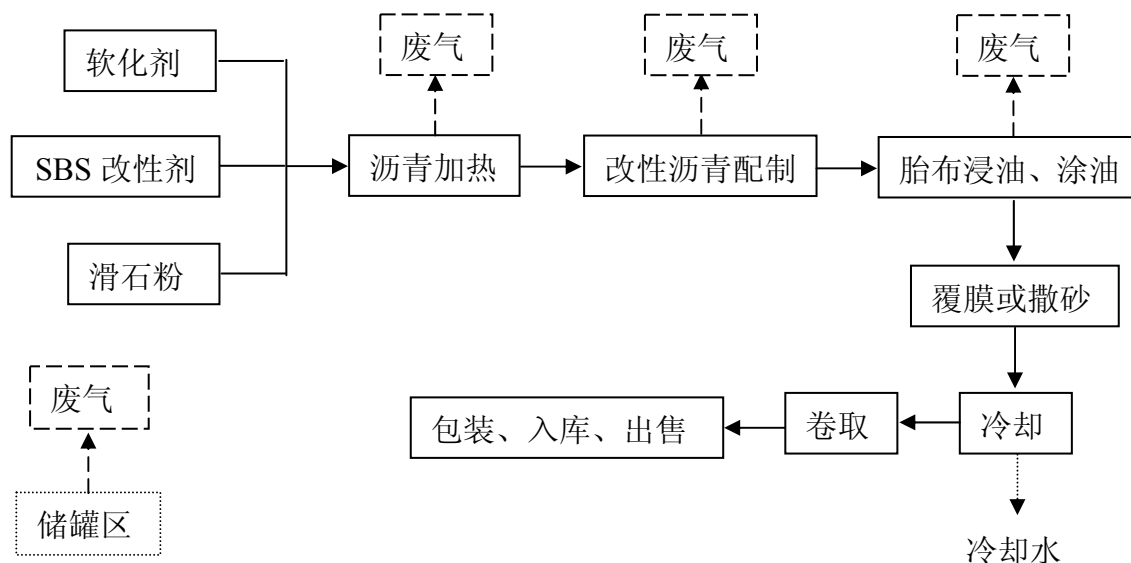 废气
废气
废气
软化剂
SBS 改性剂
沥青加热
改性沥青配制
胎布浸油、涂油
滑石粉
覆膜或撒砂
废气
包装、入库、出售
卷取
冷却
储罐区
冷却水